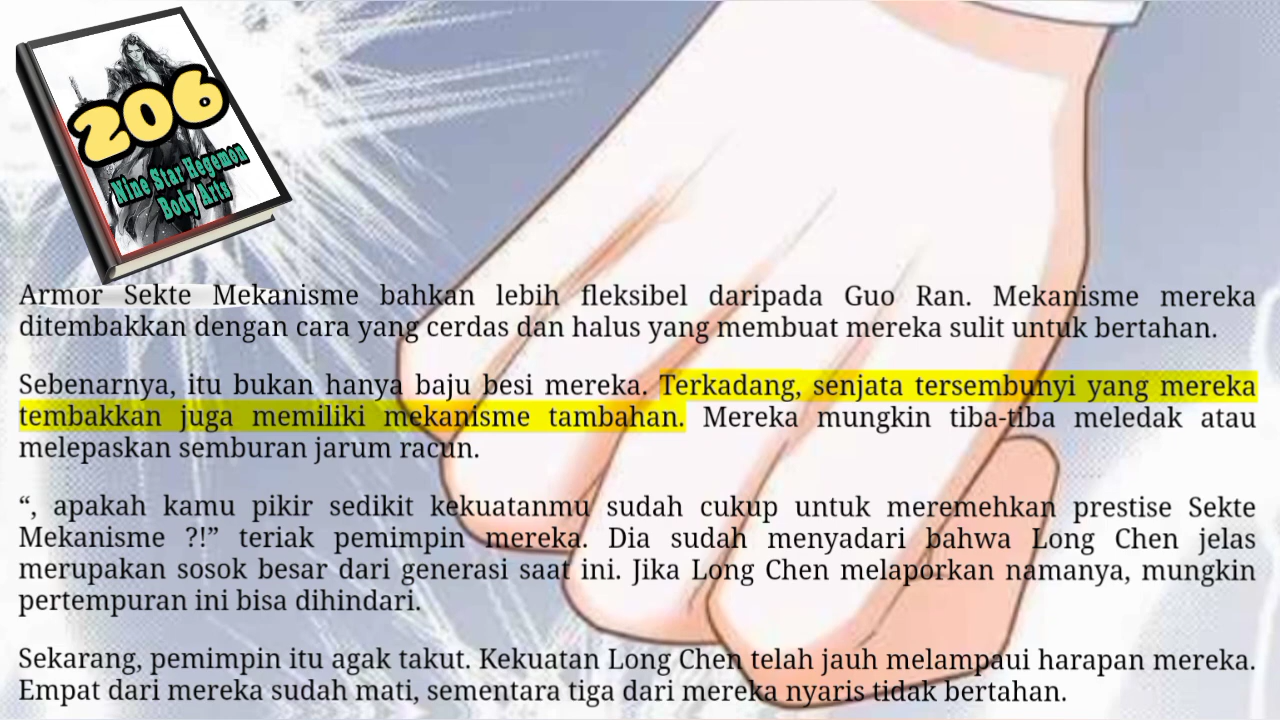 206
Nine Star Hegemon
Body Arts
Armor Sekte Mekanisme bahkan lebih fleksibel daripada Guo Ran. Mekanisme mereka
ditembakkan dengan cara yang cerdas dan halus yang membuat mereka sulit untuk bertahan.
Sebenarnya, itu bukan hanya baju besi mereka. Terkadang, senjata tersembunyi yang mereka
tembakkan juga memiliki mekanisme tambahan. Mereka mungkin tiba-tiba meledak atau
melepaskan semburan jarum racun.
“, apakah kamu pikir sedikit kekuatanmu sudah cukup untuk meremehkan prestise Sekte
Mekanisme ?!” teriak pemimpin mereka. Dia sudah menyadari bahwa Long Chen jelas
merupakan sosok besar dari generasi saat ini. Jika Long Chen melaporkan namanya, mungkin
pertempuran ini bisa dihindari.
Sekarang, pemimpin itu agak takut. Kekuatan Long Chen telah jauh melampaui harapan mereka.
Empat dari mereka sudah mati, sementara tiga dari mereka nyaris tidak bertahan.